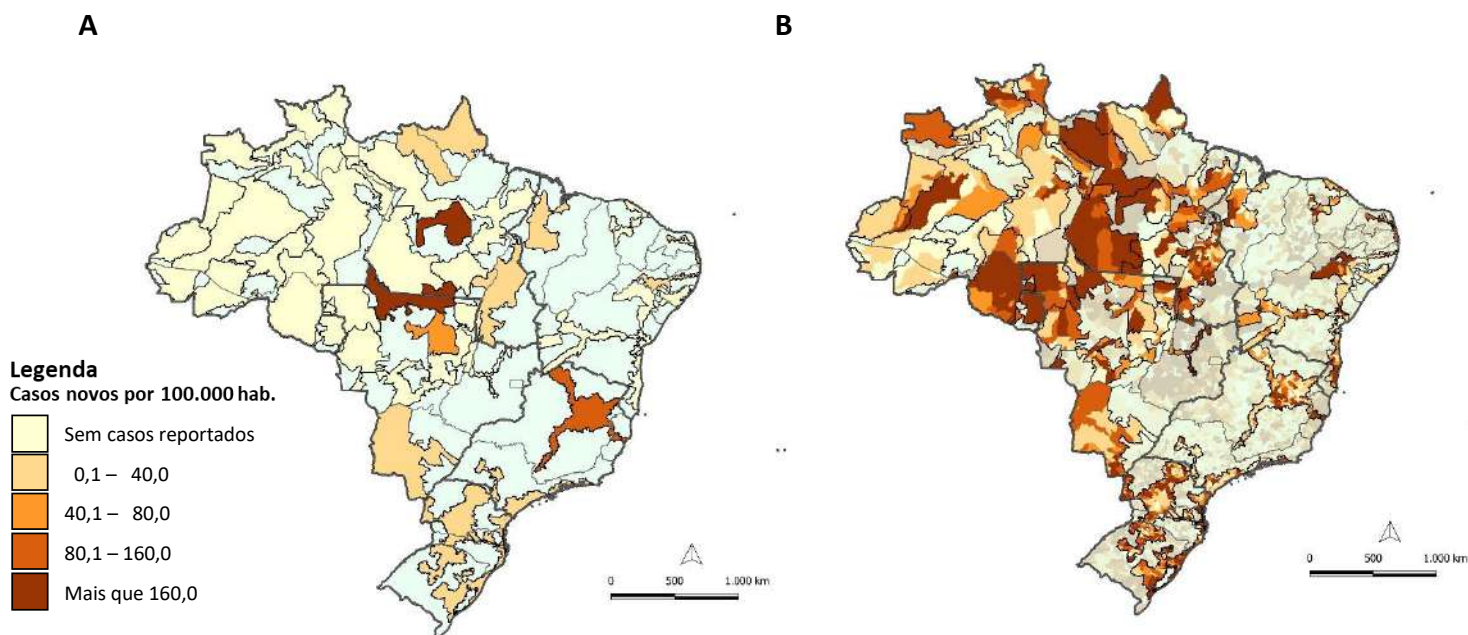 A
B
Legenda
Casos novos por 100.000 hab.
Sem casos reportados
0,1 – 40,0
40,1 – 80,0
80,1 – 160,0
Mais que 160,0
0 500 1.000 km
0 500 1.000 km